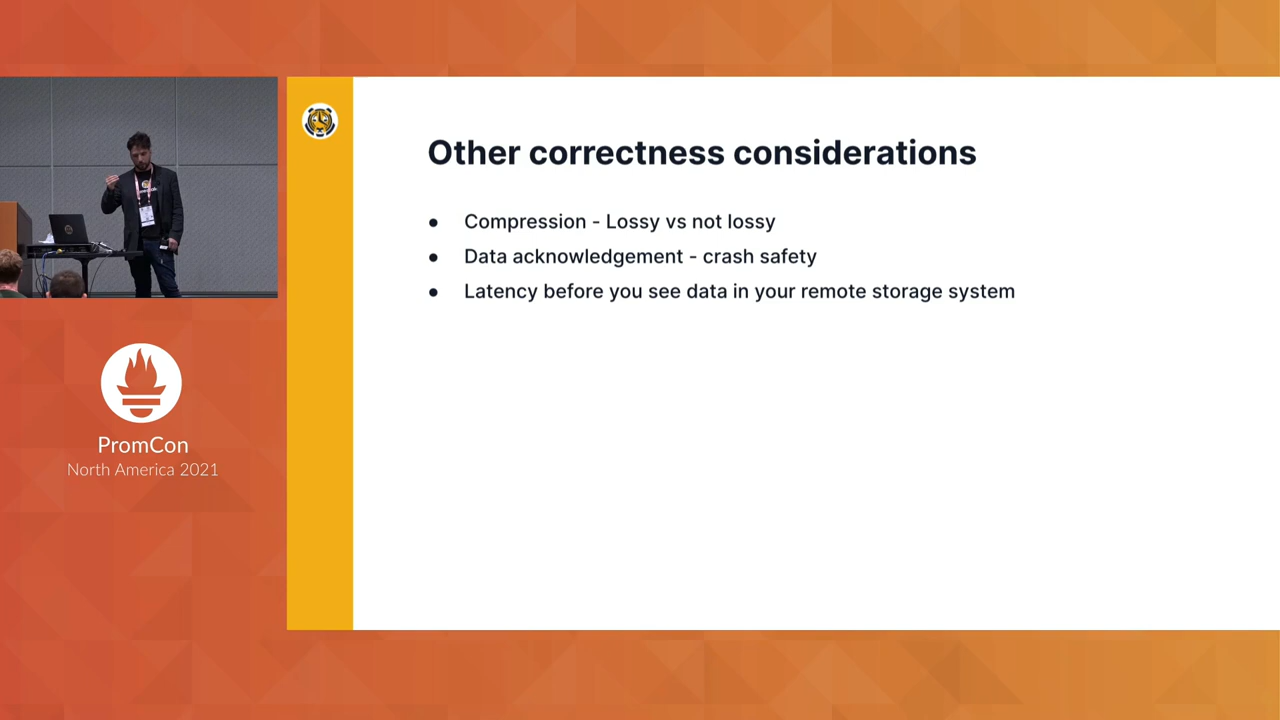 Other correctness considerations
● Compression - Lossy vs not lossy
● Data acknowledgement - crash safety
● Latency before you see data in your remote storage system
PromCon
North America 2021